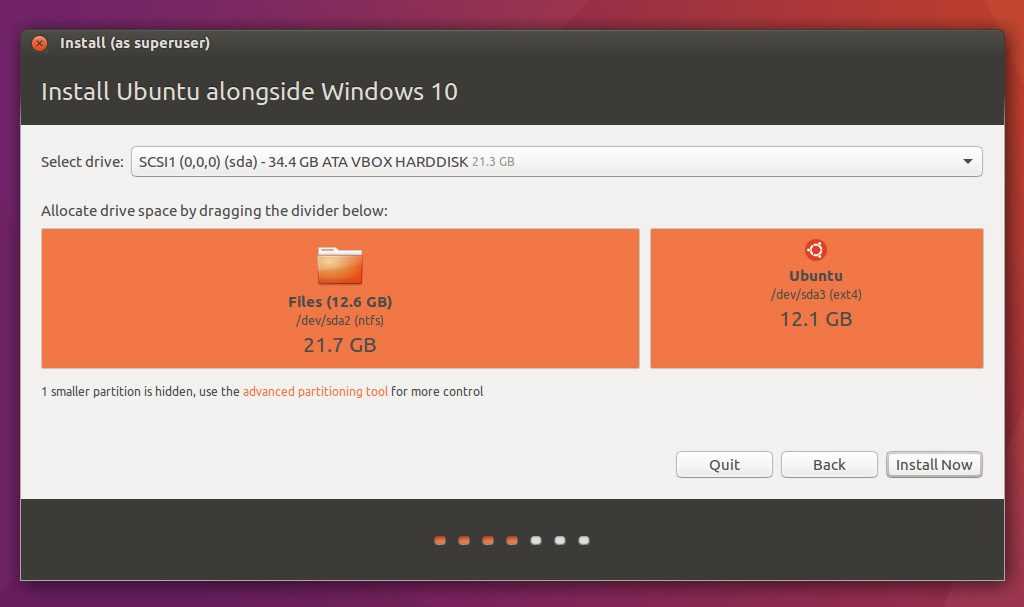 Install (as superuser)
Install Ubuntu alongside Windows 10
Select drive: SCSI1 (0,0,0) (sda) - 34.4 GB ATA VBOX HARDDISK 21.3 GB
Allocate drive space by dragging the divider below:
Files (12.6 GB)
/dev/sda2 (ntfs)
21.7 GB
Ubuntu
/dev/sda3 (ext4)
12.1 GB
1 smaller partition is hidden, use the advanced partitioning tool for more control
Quit Back Install Now